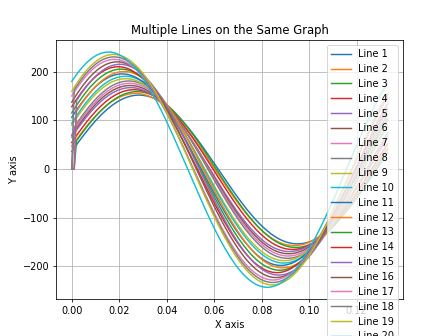 Multiple Lines on the Same Graph
200
100
0
−100
−200
Y axis
0.00
0.02
0.04
0.06
0.08
0.10
X axis
Line 1
Line 2
Line 3
Line 4
Line 5
Line 6
Line 7
Line 8
Line 9
Line 10
Line 11
Line 12
Line 13
Line 14
Line 15
Line 16
Line 17
Line 18
Line 19
Line 20